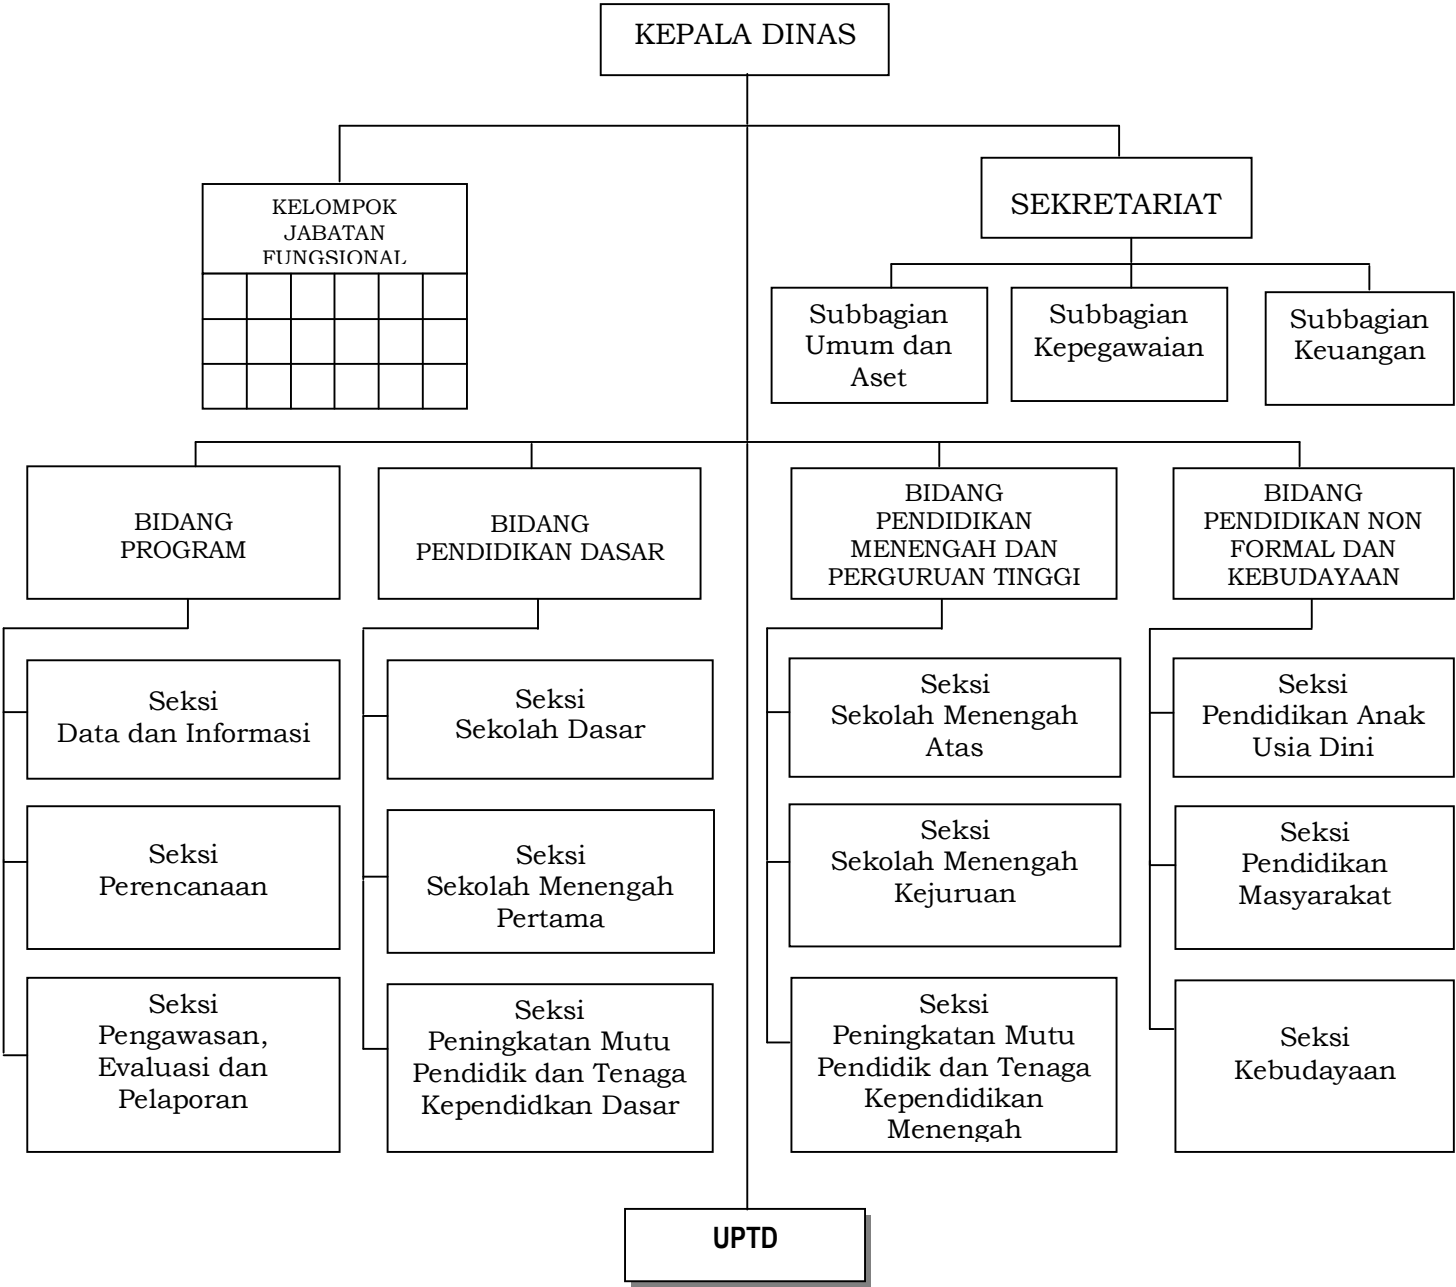 KEPALA DINAS
KELOMPOK
JABATAN
FUNGSIONAL
SEKRETARIAT
Subbagian
Umum dan
Aset
Subbagian
Kepegawaian
Subbagian
Keuangan
BIDANG
PROGRAM
BIDANG
PENDIDIKAN DASAR
BIDANG
PENDIDIKAN
MENENGAH DAN
PERGURUAN TINGGI
BIDANG
PENDIDIKAN NON
FORMAL DAN
KEBUDAYAAN
Seksi
Data dan Informasi
Seksi
Sekolah Dasar
Seksi
Sekolah Menengah
Atas
Seksi
Pendidikan Anak
Usia Dini
Seksi
Perencanaan
Seksi
Sekolah Menengah
Pertama
Seksi
Sekolah Menengah
Kejuruan
Seksi
Pendidikan
Masyarakat
Seksi
Pengawasan,
Evaluasi dan
Pelaporan
Seksi
Peningkatan Mutu
Pendidik dan Tenaga
Kependidkan Dasar
Seksi
Peningkatan Mutu
Pendidik dan Tenaga
Kependidikan
Menengah
Seksi
Kebudayaan
UPTD